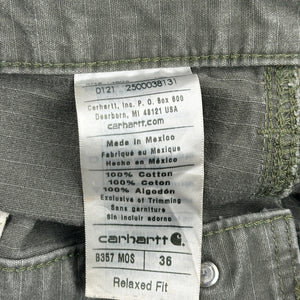 0121 2500038131
Carhartt, Inc. P.O. Box 600
Dearborn, MI 48121 USA
carhartt.com
Made in Mexico
Fabriqué au Mexique
Hecho en Mexico
100% Cotton
100% Coton
100% Algodón
Exclusive of Trimming
Sans garniture
Sin incluir adorno
carhartt
8357 MOS 36
Relaxed Fit